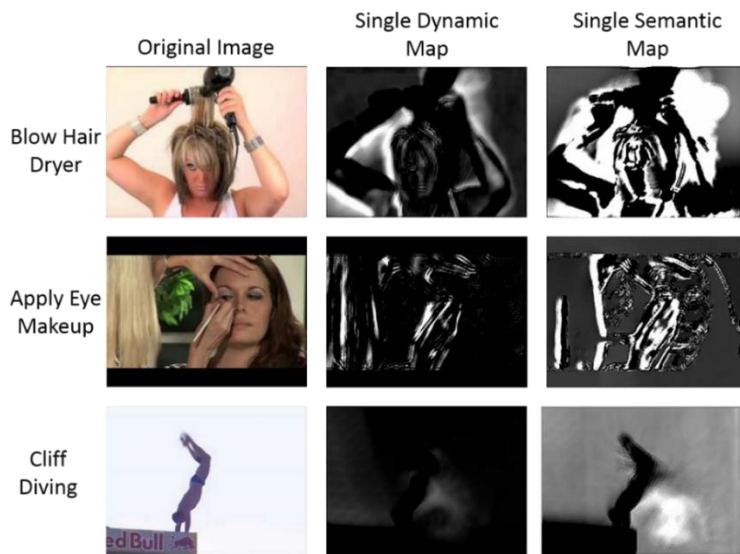 Original Image
Single Dynamic
Map
Single Semantic
Map
Blow Hair
Dryer
Apply Eye
Makeup
Cliff
Diving
ed Bull